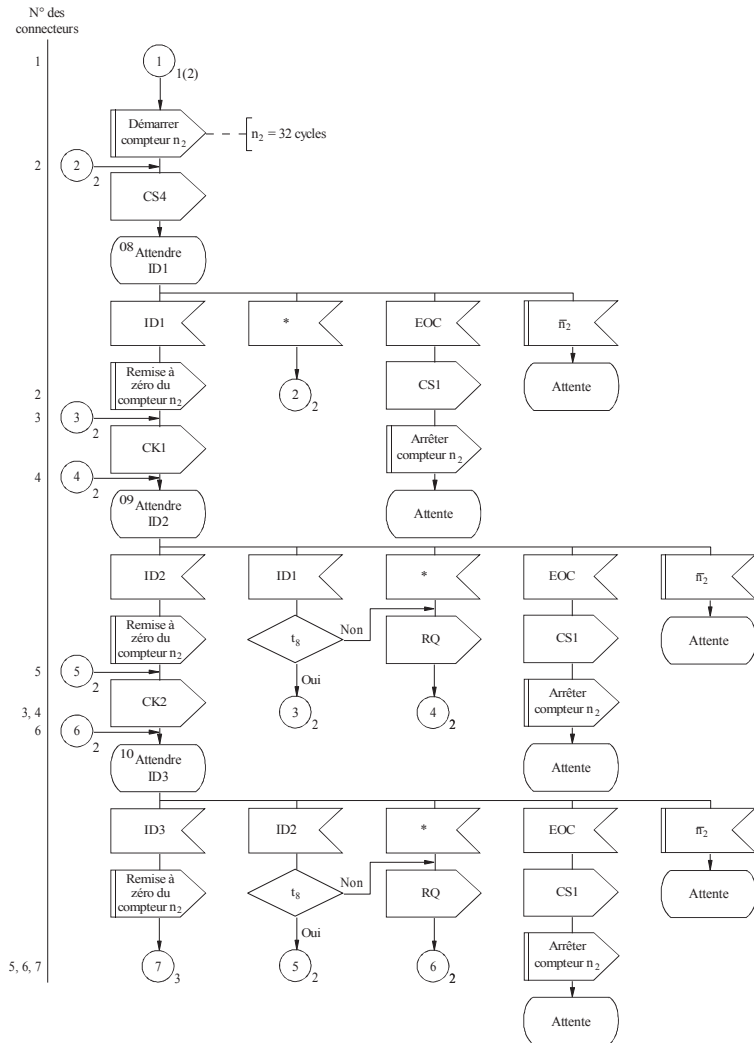 N° des
connecteurs
1
1
1(2)
Démarrer
compteur n2
n2 = 32 cycles
2
2
2
CS4
08 Attendre
ID1
ID1
*
EOC
n̅2
Remise à
zéro du
compteur n2
2
2
CS1
Attente
2
3
3
2
CK1
Arrêter
compteur n2
4
4
2
09 Attendre
ID2
Attente
ID2
ID1
*
EOC
n̅2
Remise à
zéro du
compteur n2
t8
Non
RQ
CS1
Attente
Oui
5
5
2
CK2
3
2
4
2
Arrêter
compteur n2
3, 4
6
6
2
10 Attendre
ID3
Attente
ID3
ID2
*
EOC
n̅2
Remise à
zéro du
compteur n2
t8
Non
RQ
CS1
Attente
Oui
5, 6, 7
7
3
5
2
6
2
Arrêter
compteur n2
Attente